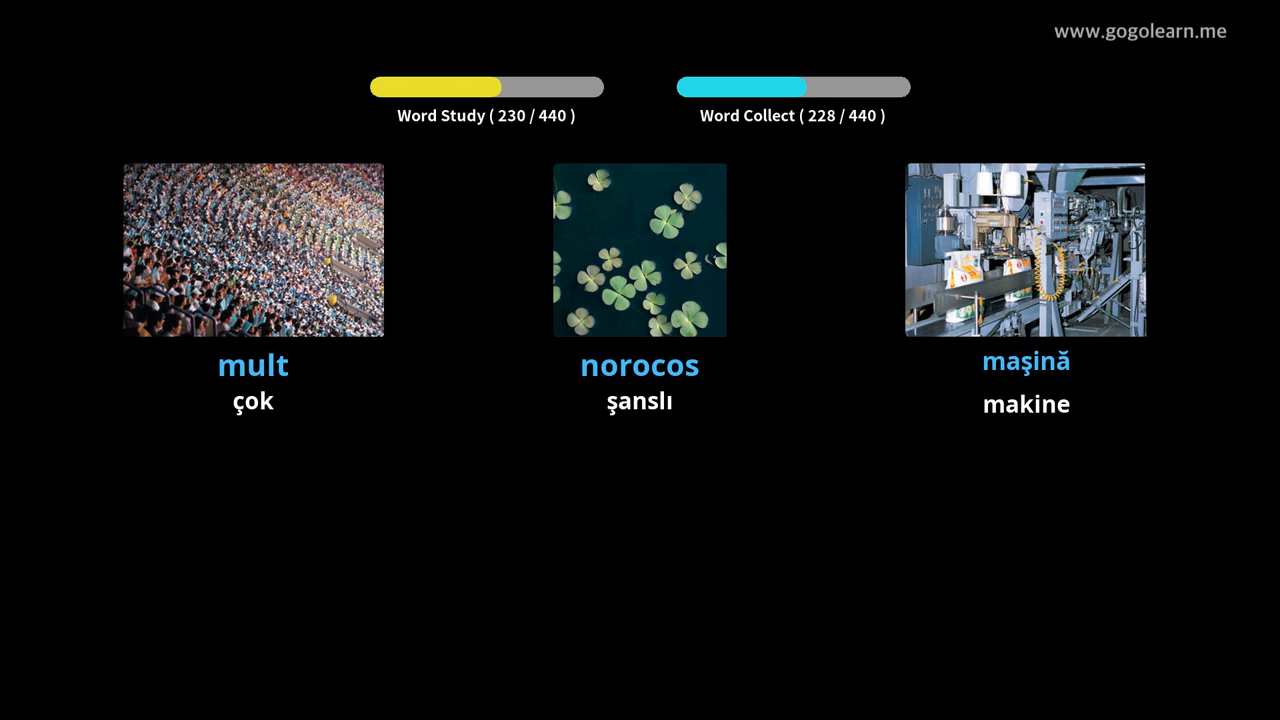 www.gogolearn.me
Word Study ( 230 / 440 )
Word Collect ( 228 / 440 )
mult
çok
norocos
şanslı
maşină
makine